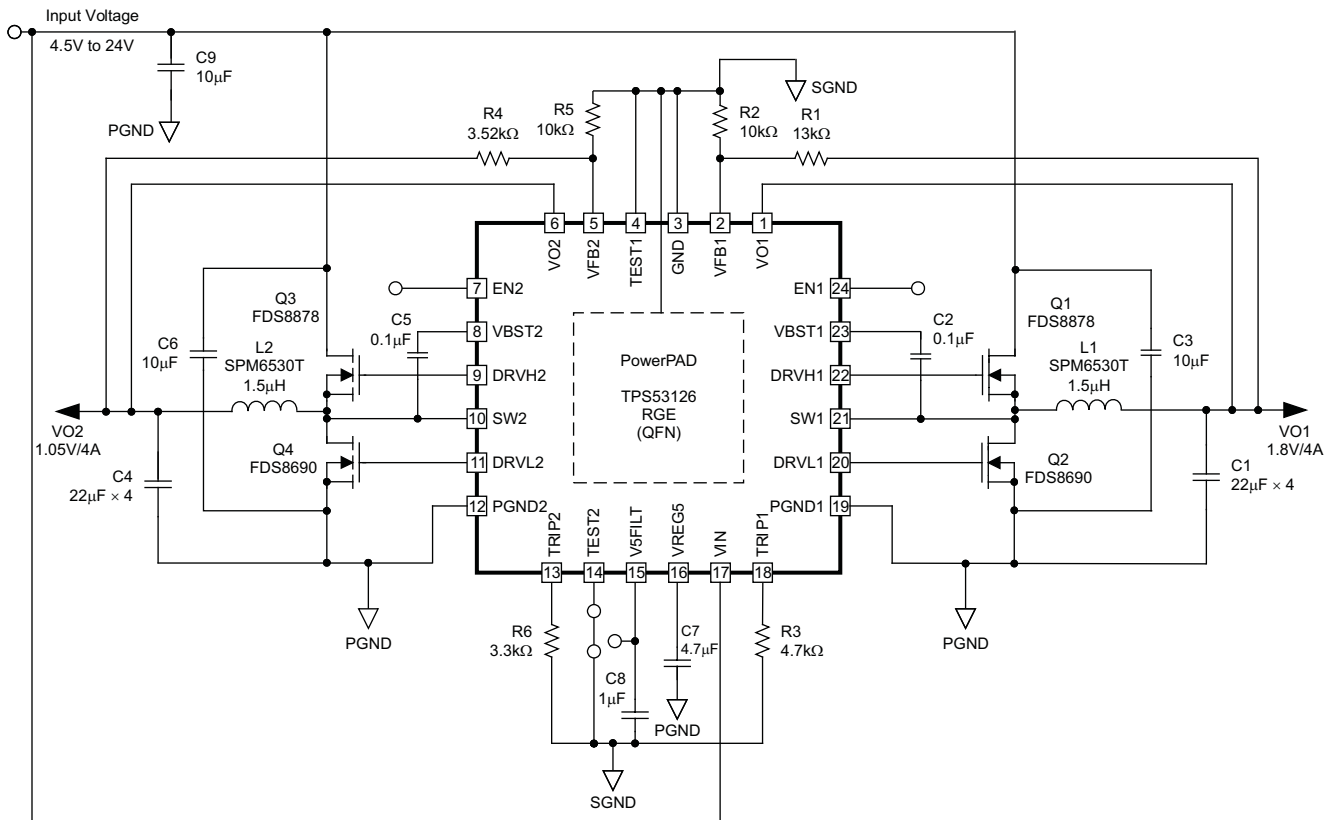 Input Voltage
4.5V to 24V
C9
10μF
PGND
SGND
R4
3.52kΩ
R5
10kΩ
R2
10kΩ
R1
13kΩ
6
5
4
3
2
1
VO2
VFB2
TEST1
GND
VFB1
VO1
7
EN2
EN1
24
8
VBST2
VBST1
23
9
DRVH2
DRVH1
22
10
SW2
SW1
21
11
DRVL2
DRVL1
20
12
PGND2
PGND1
19
PowerPAD
TPS53126
RGE
(QFN)
Q3
FDS8878
C5
0.1μF
C6
10μF
L2
SPM6530T
1.5μH
VO2
1.05V/4A
Q4
FDS8690
C4
22μF × 4
PGND
C2
0.1μF
Q1
FDS8878
L1
SPM6530T
1.5μH
C3
10μF
VO1
1.8V/4A
Q2
FDS8690
C1
22μF × 4
PGND
TRIP2
TEST2
V5FILT
VREG5
VIN
TRIP1
13
14
15
16
17
18
R6
3.3kΩ
C8
1μF
C7
4.7μF
PGND
R3
4.7kΩ
SGND